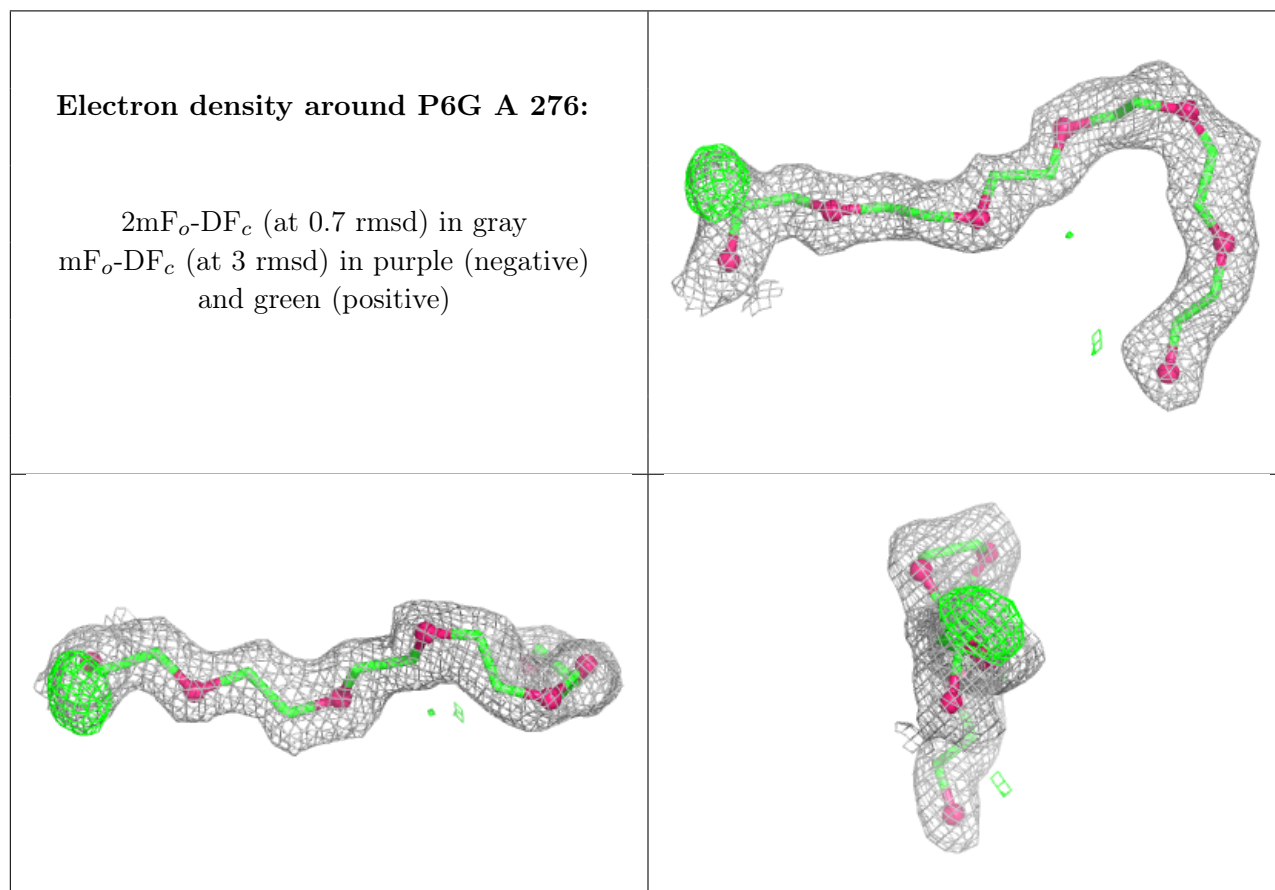 Electron density around P6G A 276:
2mFo-DFc (at 0.7 rmsd) in gray
mFo-DFc (at 3 rmsd) in purple (negative)
and green (positive)